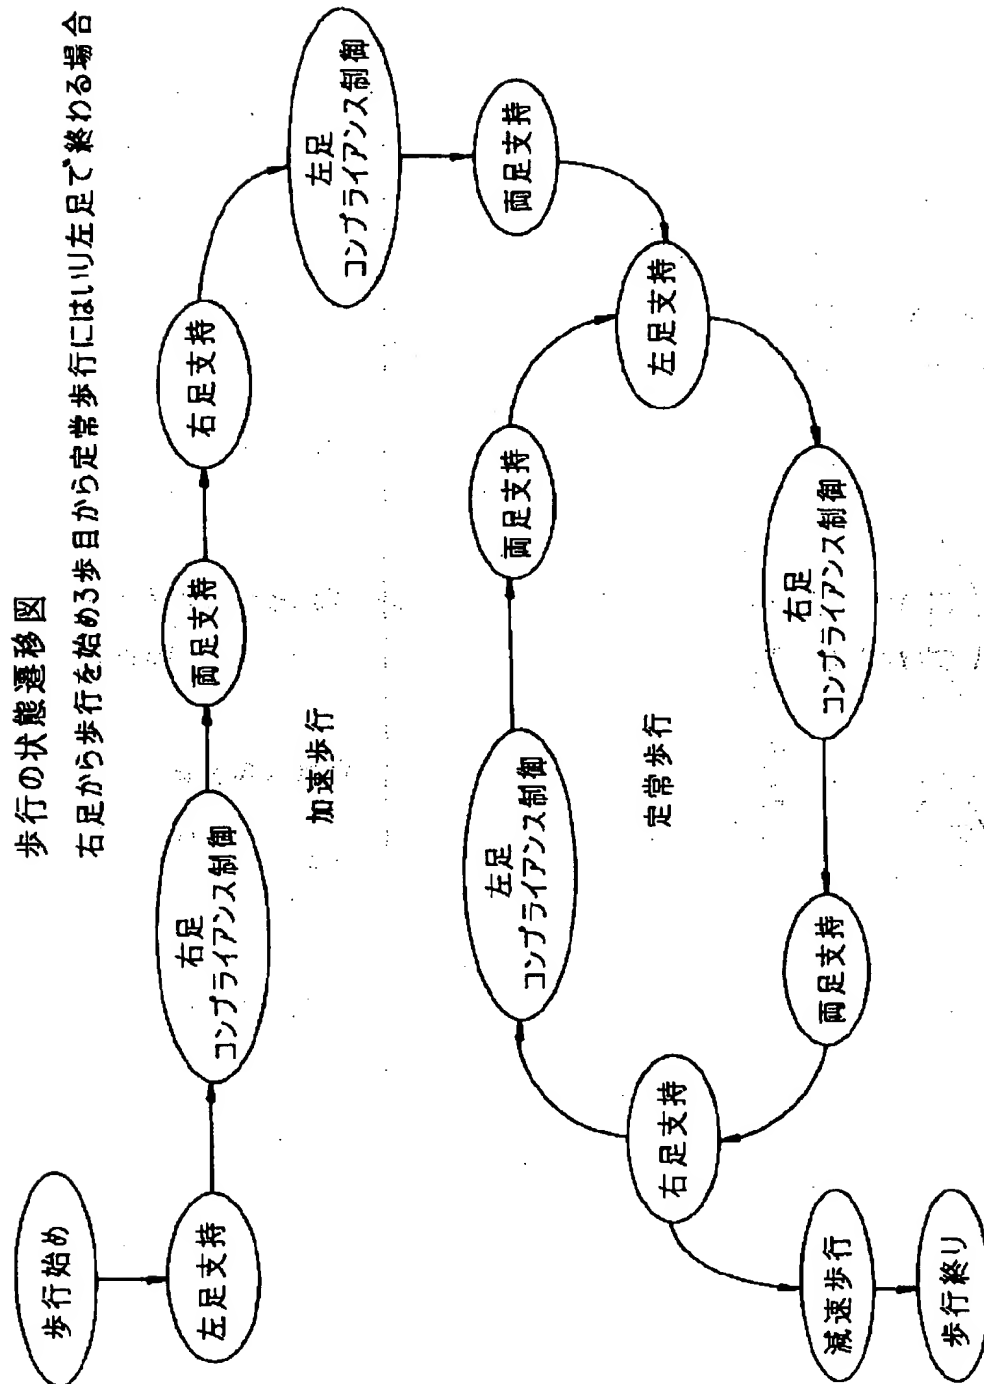 歩行の状態遷移図
右足から歩行を始め3歩目から定常歩行にはいり左足で終わる場合
歩行始め
左足支持
右足
コンプライアンス制御
両足支持
右足支持
左足
コンプライアンス制御
両足支持
加速歩行
左足支持
右足
コンプライアンス制御
両足支持
右足支持
左足
コンプライアンス制御
両足支持
定常歩行
減速歩行
歩行終り